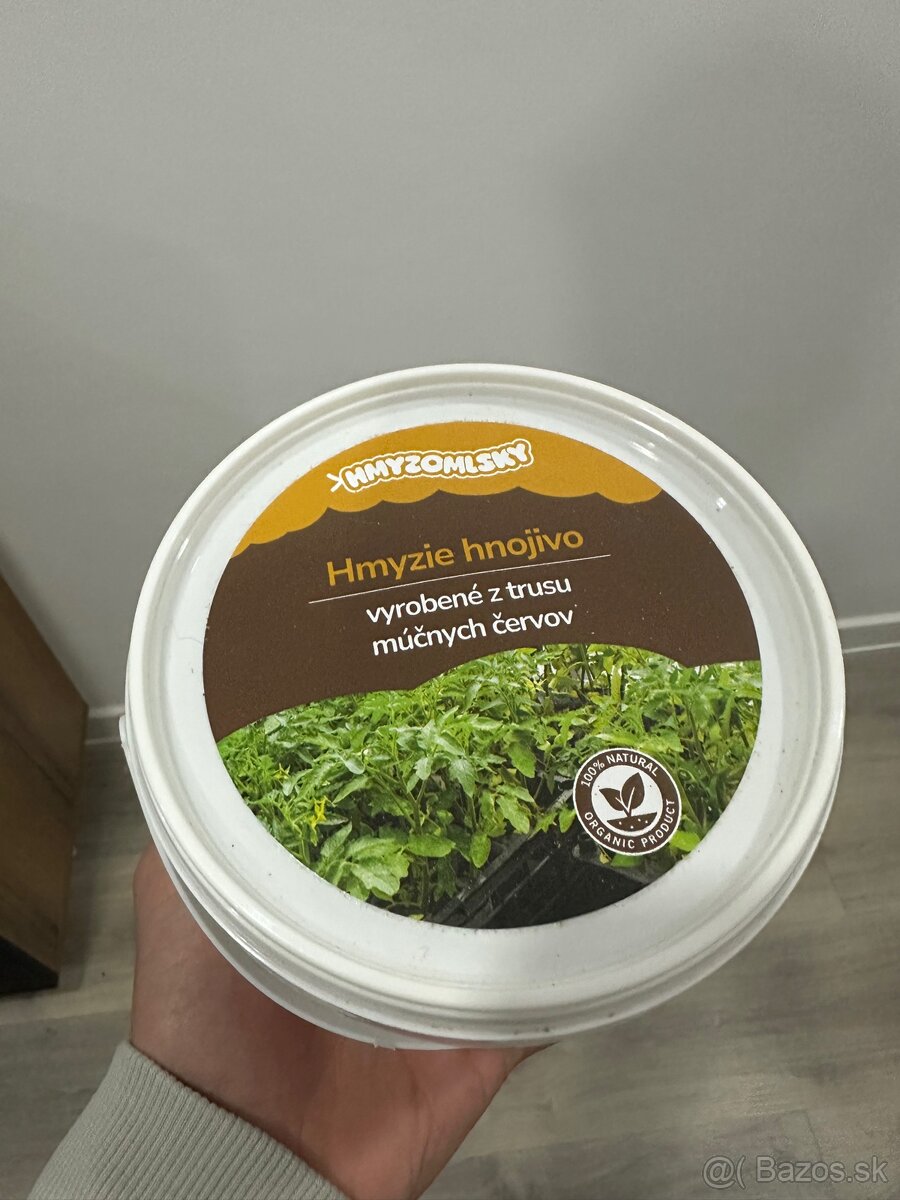 HMYZOMLSKY
Hmyzie hnojivo
vyrobené z trusu
múčnych červov
100% NATURAL
ORGANIC PRODUCT
@( Bazos.sk